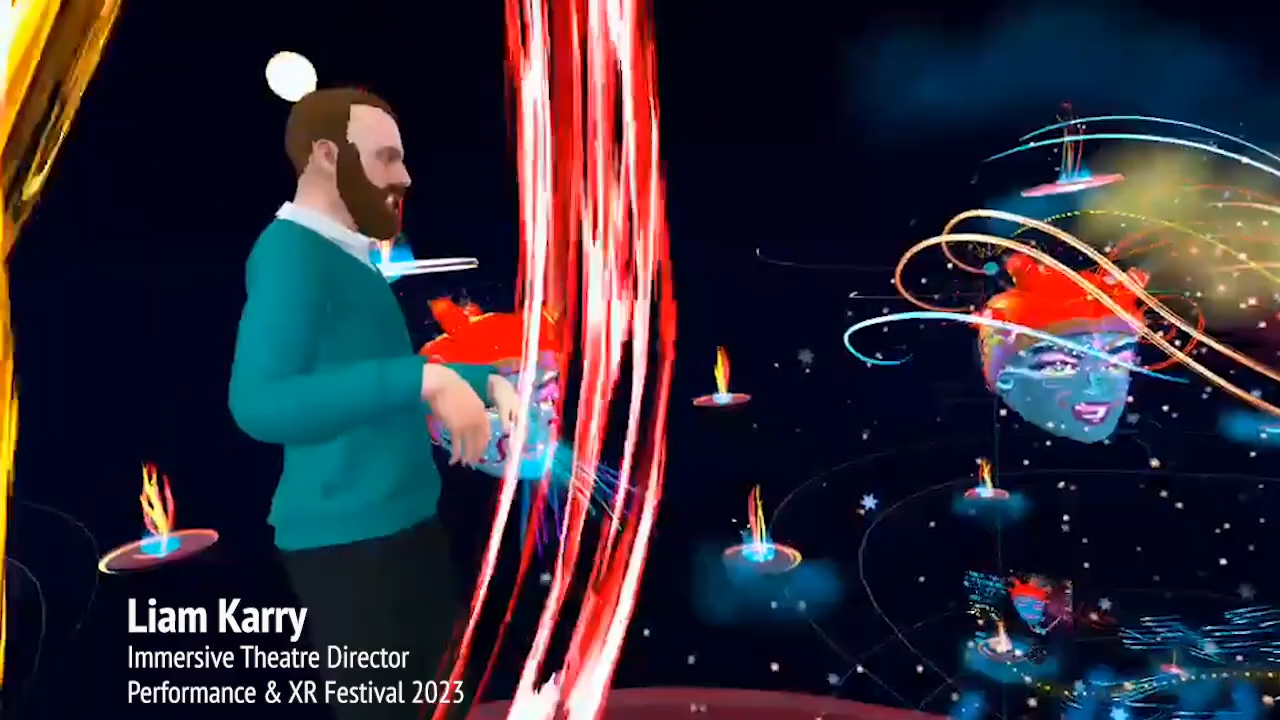 Liam Karry
Immersive Theatre Director
Performance & XR Festival 2023